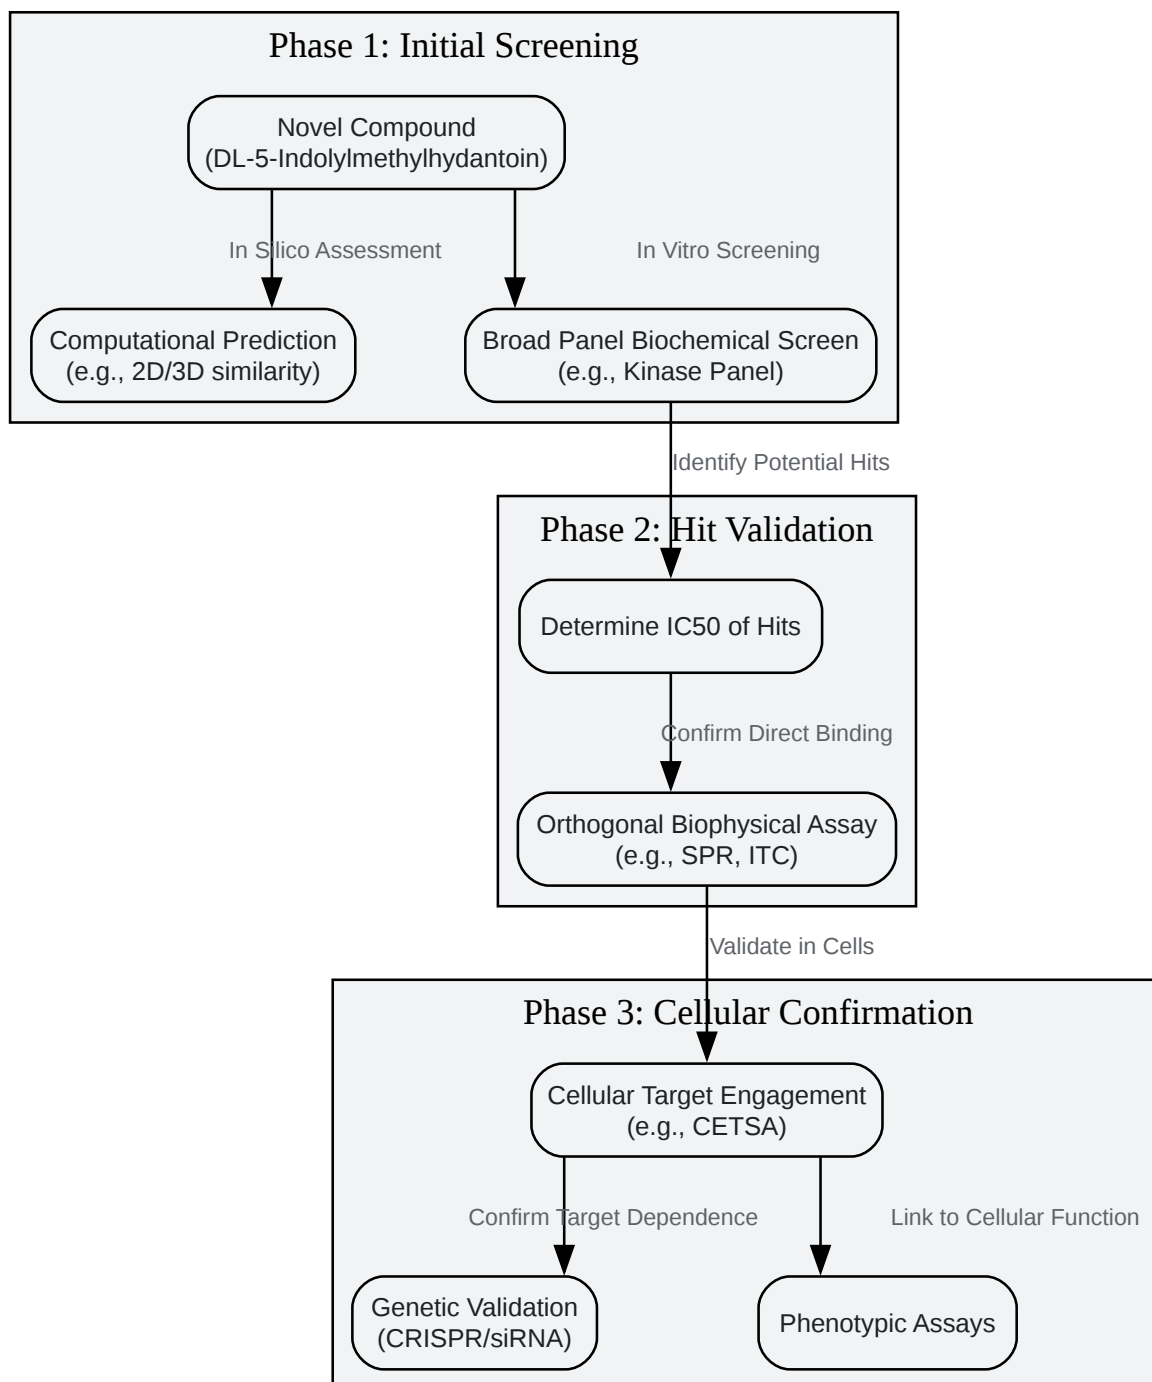 Phase 1: Initial Screening
Novel Compound
(DL-5-Indolylmethylhydantoin)
In Silico Assessment
In Vitro Screening
Computational Prediction
(e.g., 2D/3D similarity)
Broad Panel Biochemical Screen
(e.g., Kinase Panel)
Identify Potential Hits
Phase 2: Hit Validation
Determine IC50 of Hits
Confirm Direct Binding
Orthogonal Biophysical Assay
(e.g., SPR, ITC)
Validate in Cells
Phase 3: Cellular Confirmation
Cellular Target Engagement
(e.g., CETSA)
Confirm Target Dependence
Link to Cellular Function
Genetic Validation
(CRISPR/siRNA)
Phenotypic Assays